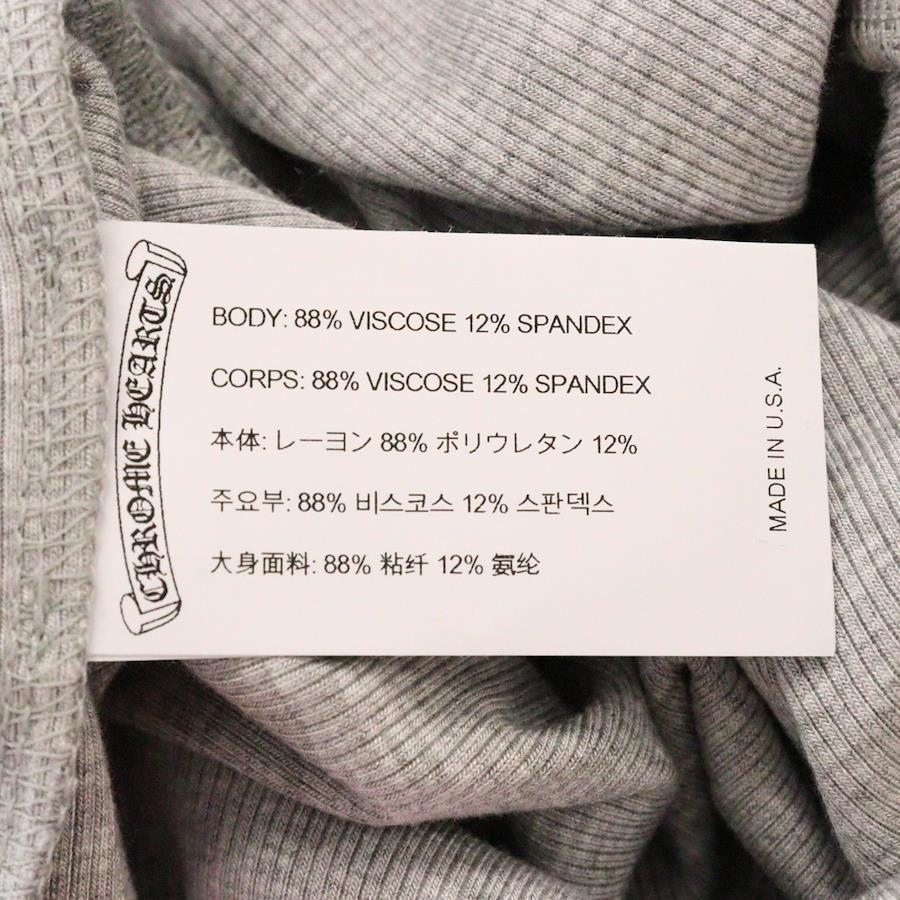 CHROME HEARTS
BODY: 88% VISCOSE 12% SPANDEX
CORPS: 88% VISCOSE 12% SPANDEX
本体: レーヨン 88% ポリウレタン 12%
주요부: 88% 비스코스 12% 스판덱스
大身面料: 88% 粘纤 12% 氨纶
MADE IN U.S.A.